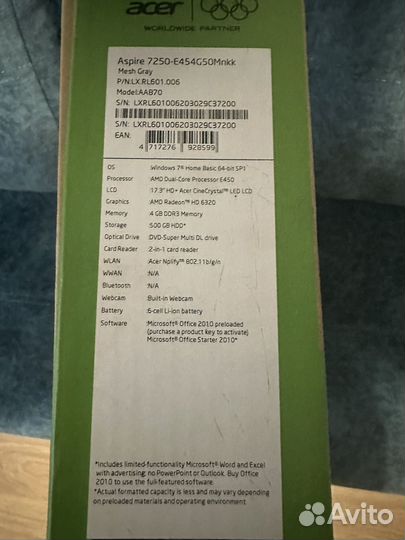 acer
WORLDWIDE PARTNER
Aspire 7250-E454G50Mnkk
Mesh Gray
P/N:LX.RL601.006
Model:AAB70
S/N: LXRL601006203029C37200
S/N: LXRL601006203029C37200
EAN:
4 717276 928599
OS Windows 7® Home Basic 64-bit SP1
Processor :AMD Dual-Core Processor E450
LCD :17.3" HD+ Acer CineCrystal™ LED LCD
Graphics :AMD Radeon™ HD 6320
Memory :4 GB DDR3 Memory
Storage :500 GB HDD*
Optical Drive :DVD-Super Multi DL drive
Card Reader :2-in-1 card reader
WLAN :Acer Nplify™ 802.11b/g/n
WWAN :N/A
Bluetooth :N/A
Webcam :Built-in Webcam
Battery :6-cell Li-ion battery
Software :Microsoft® Office 2010 preloaded
(purchase a product key to activate)
Microsoft® Office Starter 2010*
*Includes limited-functionality Microsoft® Word and Excel
with advertising: no PowerPoint or Outlook. Buy Office
2010 to use the full-featured software.
*Actual formatted capacity is less and may vary depending
on preloaded materials and operating environment.
Avito